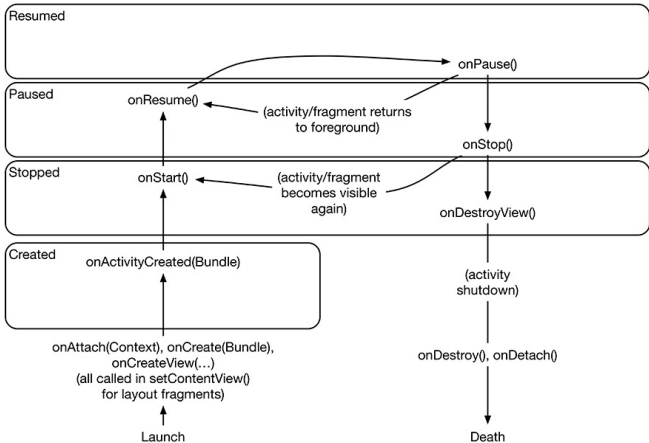 Resumed
onPause()
Paused
onResume()
(activity/fragment returns
to foreground)
onStop()
Stopped
onStart()
(activity/fragment
becomes visible
again)
onDestroyView()
Created
onActivityCreated(Bundle)
(activity
shutdown)
onAttach(Context), onCreate(Bundle),
onCreateView(…)
(all called in setContentView()
for layout fragments)
onDestroy(), onDetach()
Launch
Death